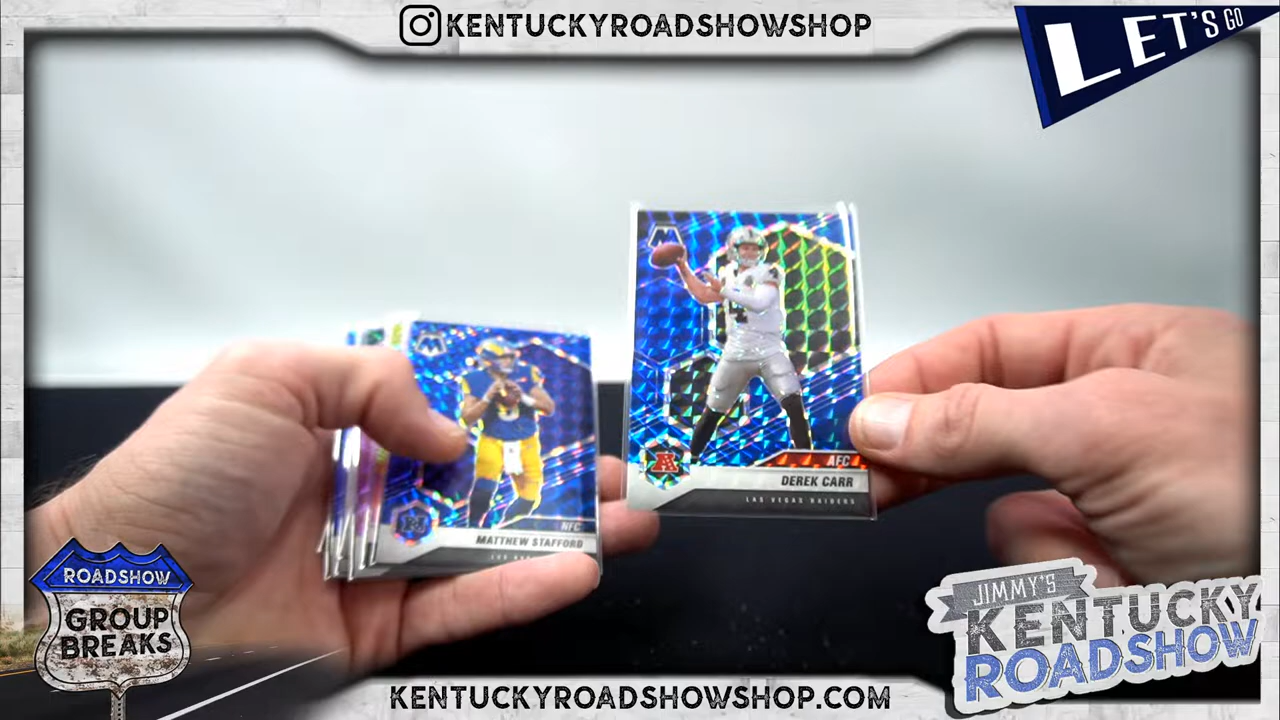 KENTUCKYROADSHOWSHOP
LET'S GO
M
4
AFC
DEREK CARR
LAS VEGAS RAIDERS
M
NFC
MATTHEW STAFFORD
ROADSHOW
GROUP
BREAKS
JIMMY'S
KENTUCKY
ROADSHOW
KENTUCKYROADSHOWSHOP.COM